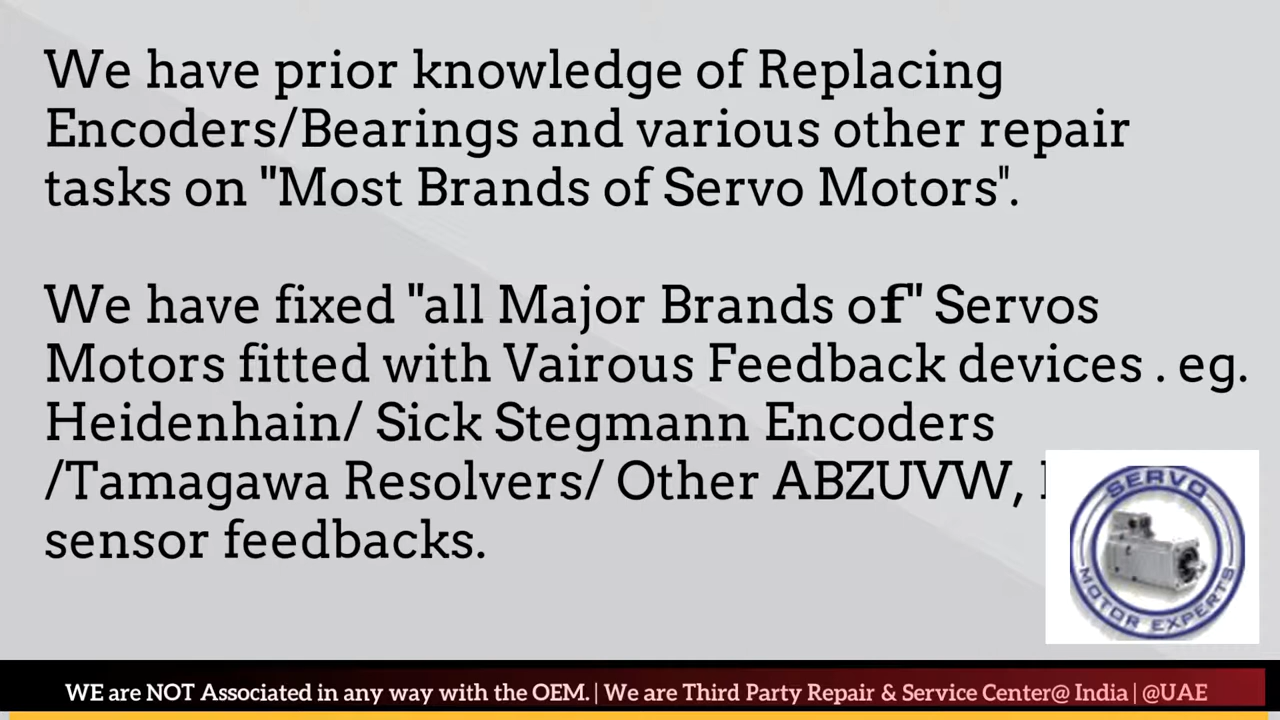 We have prior knowledge of Replacing
Encoders/Bearings and various other repair
tasks on "Most Brands of Servo Motors".
We have fixed "all Major Brands of" Servos
Motors fitted with Vairous Feedback devices . eg.
Heidenhain/ Sick Stegmann Encoders
/Tamagawa Resolvers/ Other ABZUVW,
sensor feedbacks.
SERVO
MOTOR EXPERTS
WE are NOT Associated in any way with the OEM. | We are Third Party Repair & Service Center@ India | @UAE